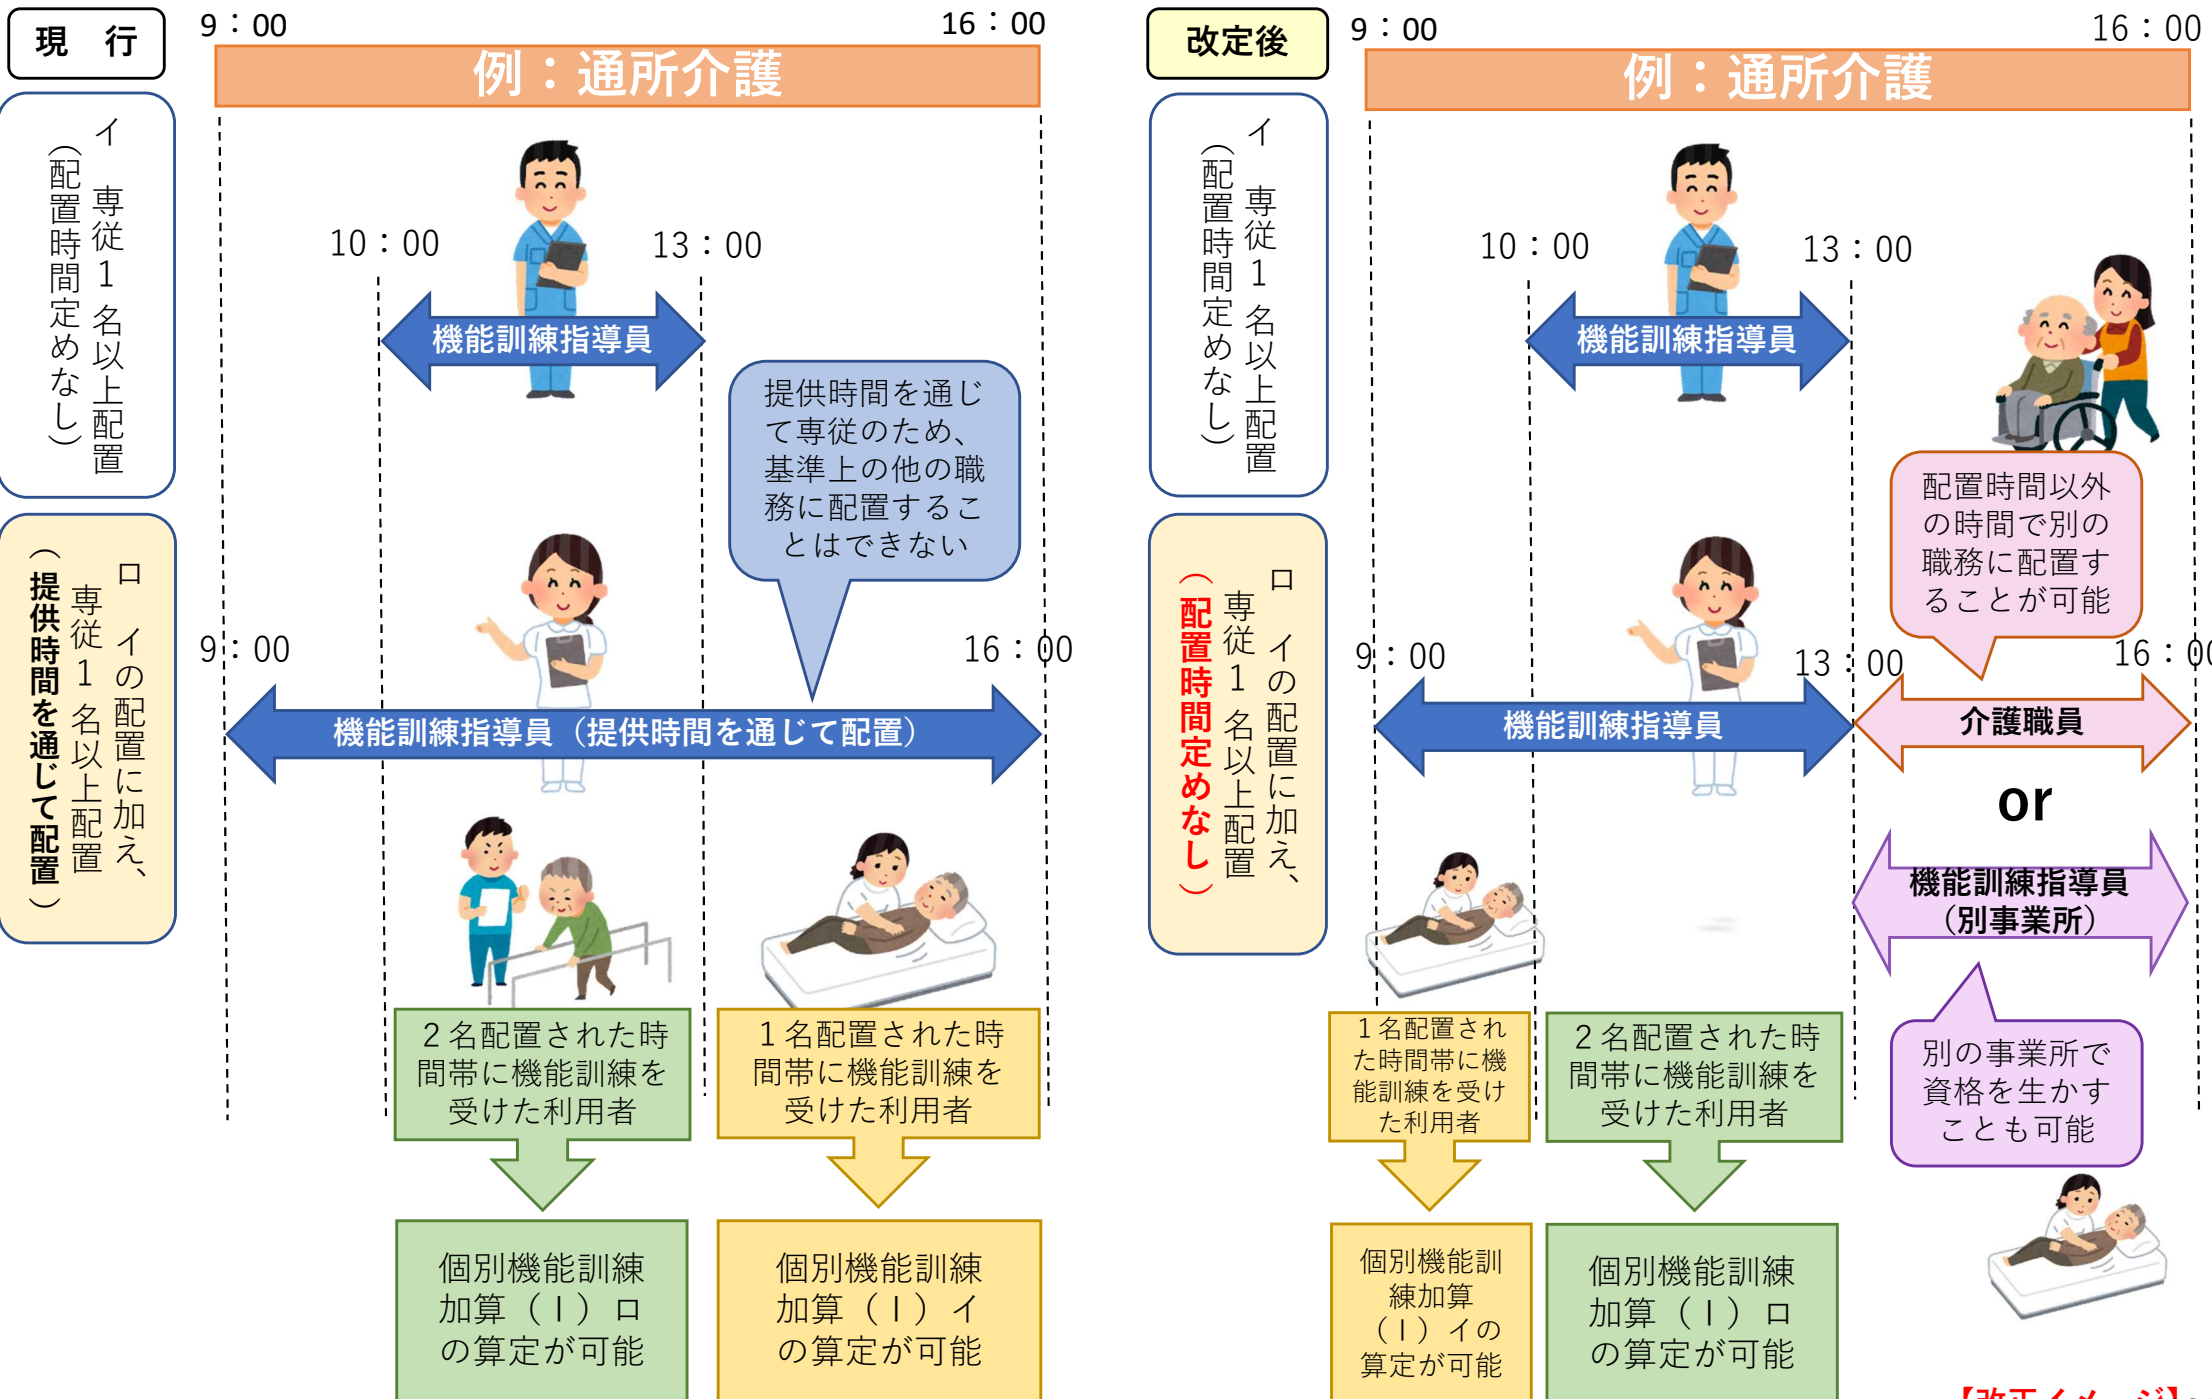 現　行
9：00
16：00
例：通所介護
イ　専従1名以上配置
（配置時間定めなし）
10：00
13：00
機能訓練指導員
提供時間を通じ
て専従のため、
基準上の他の職
務に配置するこ
とはできない
ロ　イの配置に加え、
専従1名以上配置
（提供時間を通じて配置）
9：00
16：00
機能訓練指導員（提供時間を通じて配置）
２名配置された時
間帯に機能訓練を
受けた利用者
１名配置された時
間帯に機能訓練を
受けた利用者
個別機能訓練
加算（Ⅰ）ロ
の算定が可能
個別機能訓練
加算（Ⅰ）イ
の算定が可能
改定後
9：00
16：00
例：通所介護
イ　専従1名以上配置
（配置時間定めなし）
10：00
13：00
機能訓練指導員
配置時間以外
の時間で別の
職務に配置す
ることが可能
ロ　イの配置に加え、
専従1名以上配置
（配置時間定めなし）
9：00
13：00
16：00
機能訓練指導員
介護職員
or
機能訓練指導員
（別事業所）
１名配置され
た時間帯に機
能訓練を受け
た利用者
２名配置された時
間帯に機能訓練を
受けた利用者
別の事業所で
資格を生かす
ことも可能
個別機能訓
練加算
（Ⅰ）イの
算定が可能
個別機能訓練
加算（Ⅰ）ロ
の算定が可能
【改正イメージ】